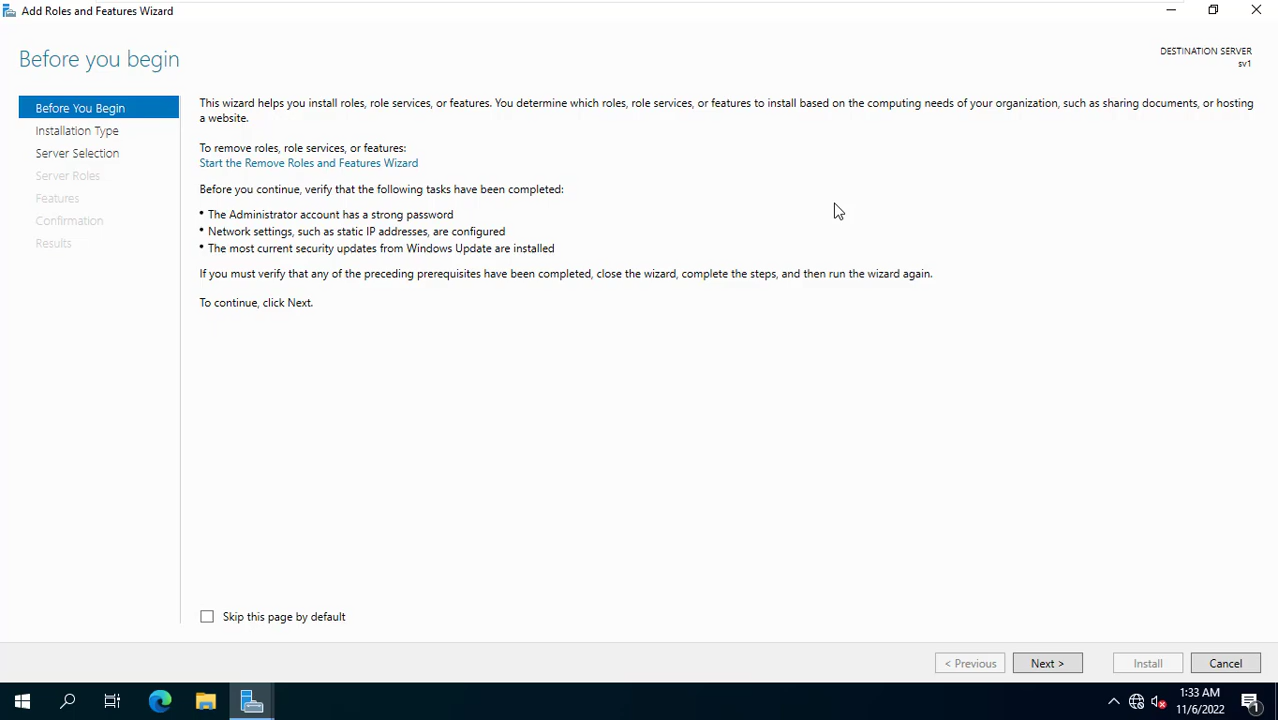 Add Roles and Features Wizard
Before you begin
DESTINATION SERVER
sv1
Before You Begin
Installation Type
Server Selection
Server Roles
Features
Confirmation
Results
This wizard helps you install roles, role services, or features. You determine which roles, role services, or features to install based on the computing needs of your organization, such as sharing documents, or hosting
a website.
To remove roles, role services, or features:
Start the Remove Roles and Features Wizard
Before you continue, verify that the following tasks have been completed:
• The Administrator account has a strong password
• Network settings, such as static IP addresses, are configured
• The most current security updates from Windows Update are installed
If you must verify that any of the preceding prerequisites have been completed, close the wizard, complete the steps, and then run the wizard again.
To continue, click Next.
Skip this page by default
< Previous
Next >
Install
Cancel
1:33 AM
11/6/2022
1